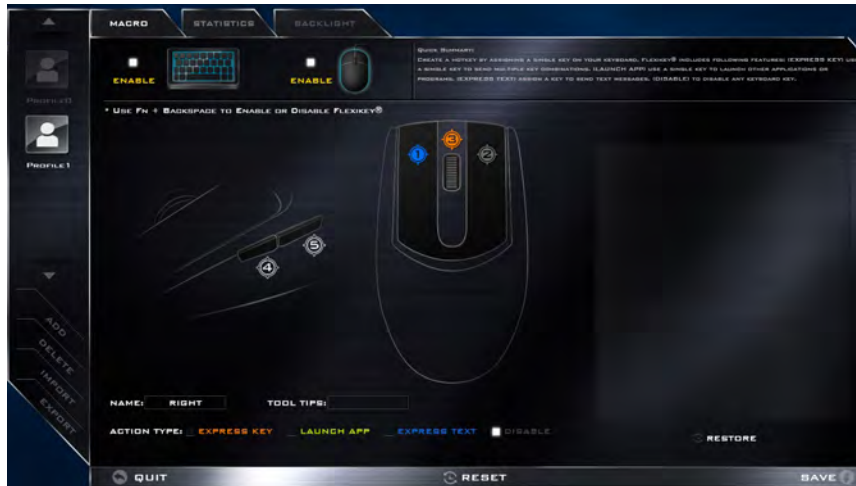 MACRO
STATISTICS
BACKLIGHT
ENABLE
ENABLE
QUICK SUMMARY:
CREATE A HOTKEY BY ASSIGNING A SINGLE KEY ON YOUR KEYBOARD, FLEXIKEY® INCLUDES FOLLOWING FEATURES: (EXPRESS KEY) USE
A SINGLE KEY TO SEND MULTIPLE KEY COMBINATIONS. (LAUNCH APP) USE A SINGLE KEY TO LAUNCH OTHER APPLICATIONS OR
PROGRAMS. (EXPRESS TEXT) ASSIGN A KEY TO SEND TEXT MESSAGES. (DISABLE) TO DISABLE ANY KEYBOARD KEY.
* USE FN + BACKSPACE TO ENABLE OR DISABLE FLEXIKEY®
PROFILE0
PROFILE1
1
3
2
4
5
ADD
DELETE
IMPORT
EXPORT
NAME: RIGHT TOOL TIPS:
ACTION TYPE: EXPRESS KEY LAUNCH APP EXPRESS TEXT DISABLE
RESTORE
QUIT
RESET
SAVE